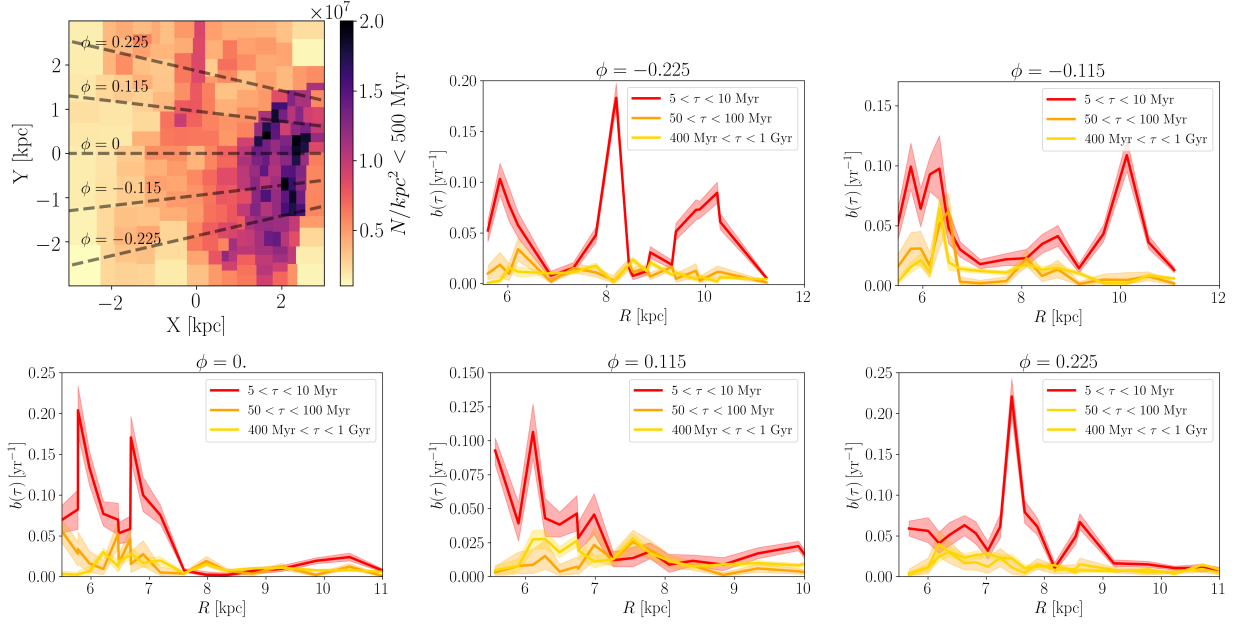 ×10⁷
2.0
1.5
1.0
0.5
N/kpc² < 500 Myr
ϕ = 0.225
ϕ = 0.115
ϕ = 0
ϕ = −0.115
ϕ = −0.225
2
1
0
−1
−2
Y [kpc]
−2
0
2
X [kpc]
ϕ = −0.225
5 < τ < 10 Myr
50 < τ < 100 Myr
400 Myr < τ < 1 Gyr
0.20
0.15
0.10
0.05
0.00
b(τ) [yr⁻¹]
6
8
10
12
R [kpc]
ϕ = −0.115
5 < τ < 10 Myr
50 < τ < 100 Myr
400 Myr < τ < 1 Gyr
0.15
0.10
0.05
0.00
b(τ) [yr⁻¹]
6
8
10
12
R [kpc]
ϕ = 0.
5 < τ < 10 Myr
50 < τ < 100 Myr
400 Myr < τ < 1 Gyr
0.25
0.20
0.15
0.10
0.05
0.00
b(τ) [yr⁻¹]
6
7
8
9
10
11
R [kpc]
ϕ = 0.115
5 < τ < 10 Myr
50 < τ < 100 Myr
400 Myr < τ < 1 Gyr
0.150
0.125
0.100
0.075
0.050
0.025
0.000
b(τ) [yr⁻¹]
6
7
8
9
10
R [kpc]
ϕ = 0.225
5 < τ < 10 Myr
50 < τ < 100 Myr
400 Myr < τ < 1 Gyr
0.25
0.20
0.15
0.10
0.05
0.00
b(τ) [yr⁻¹]
6
7
8
9
10
11
R [kpc]